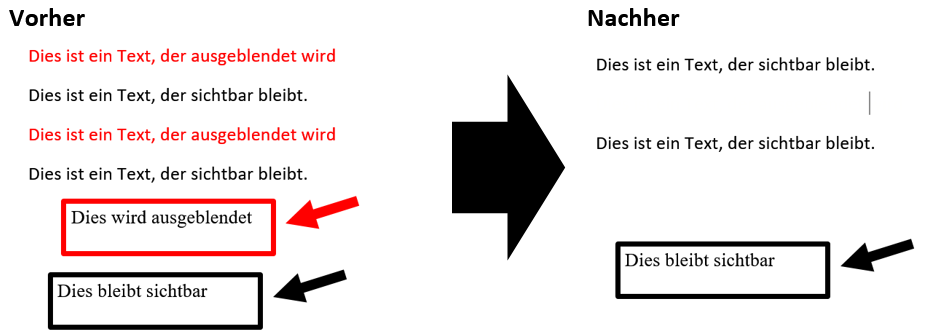 Vorher
Dies ist ein Text, der ausgeblendet wird
Dies ist ein Text, der sichtbar bleibt.
Dies ist ein Text, der ausgeblendet wird
Dies ist ein Text, der sichtbar bleibt.
Dies wird ausgeblendet
Dies bleibt sichtbar
Nachher
Dies ist ein Text, der sichtbar bleibt.
Dies ist ein Text, der sichtbar bleibt.
Dies bleibt sichtbar